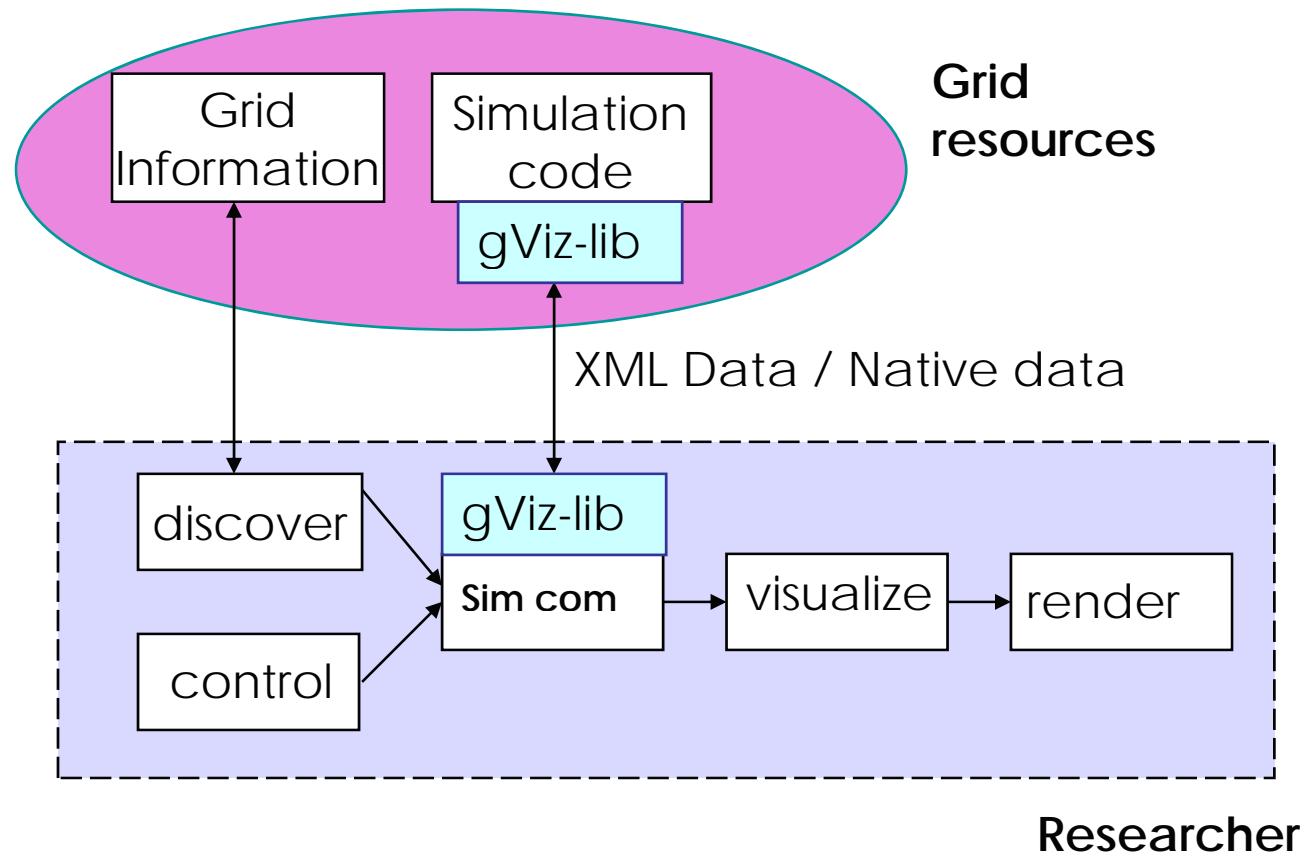 Grid
Information
Simulation
code
gViz-lib
Grid
resources
XML Data / Native data
discover
gViz-lib
Sim com
visualize
render
control
Researcher